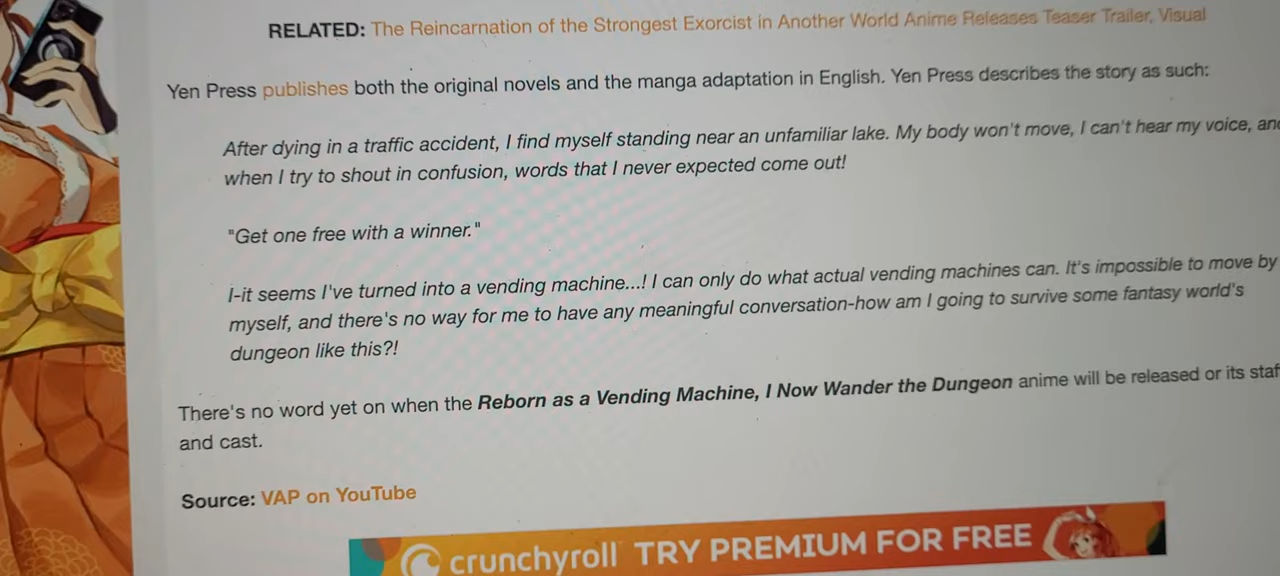 RELATED: The Reincarnation of the Strongest Exorcist in Another World Anime Releases Teaser Trailer, Visual
Yen Press publishes both the original novels and the manga adaptation in English. Yen Press describes the story as such:
After dying in a traffic accident, I find myself standing near an unfamiliar lake. My body won't move, I can't hear my voice, and
when I try to shout in confusion, words that I never expected come out!
"Get one free with a winner."
I-it seems I've turned into a vending machine...! I can only do what actual vending machines can. It's impossible to move by
myself, and there's no way for me to have any meaningful conversation-how am I going to survive some fantasy world's
dungeon like this?!
There's no word yet on when the Reborn as a Vending Machine, I Now Wander the Dungeon anime will be released or its staff
and cast.
Source: VAP on YouTube
crunchyroll TRY PREMIUM FOR FREE